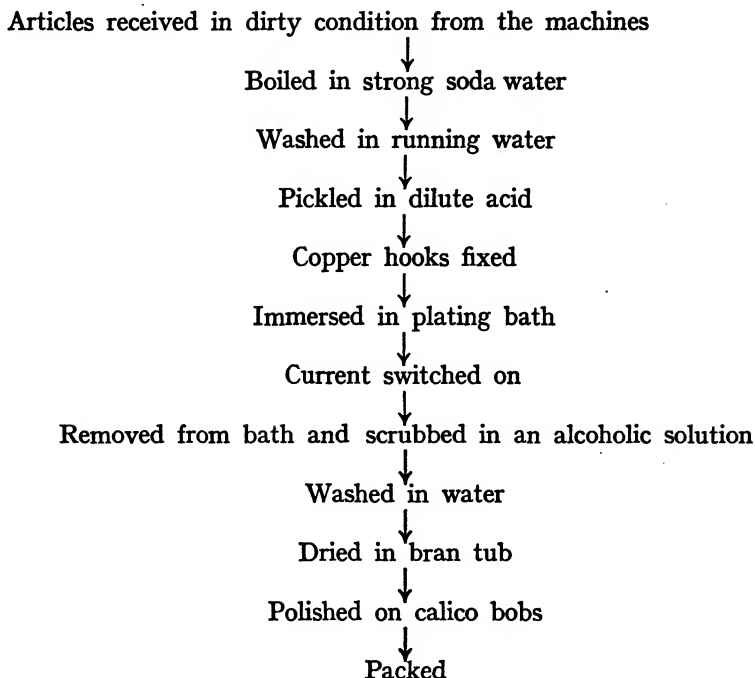 Articles received in dirty condition from the machines
Boiled in strong soda water
Washed in running water
Pickled in dilute acid
Copper hooks fixed
Immersed in plating bath
Current switched on
Removed from bath and scrubbed in an alcoholic solution
Washed in water
Dried in bran tub
Polished on calico bobs
Packed